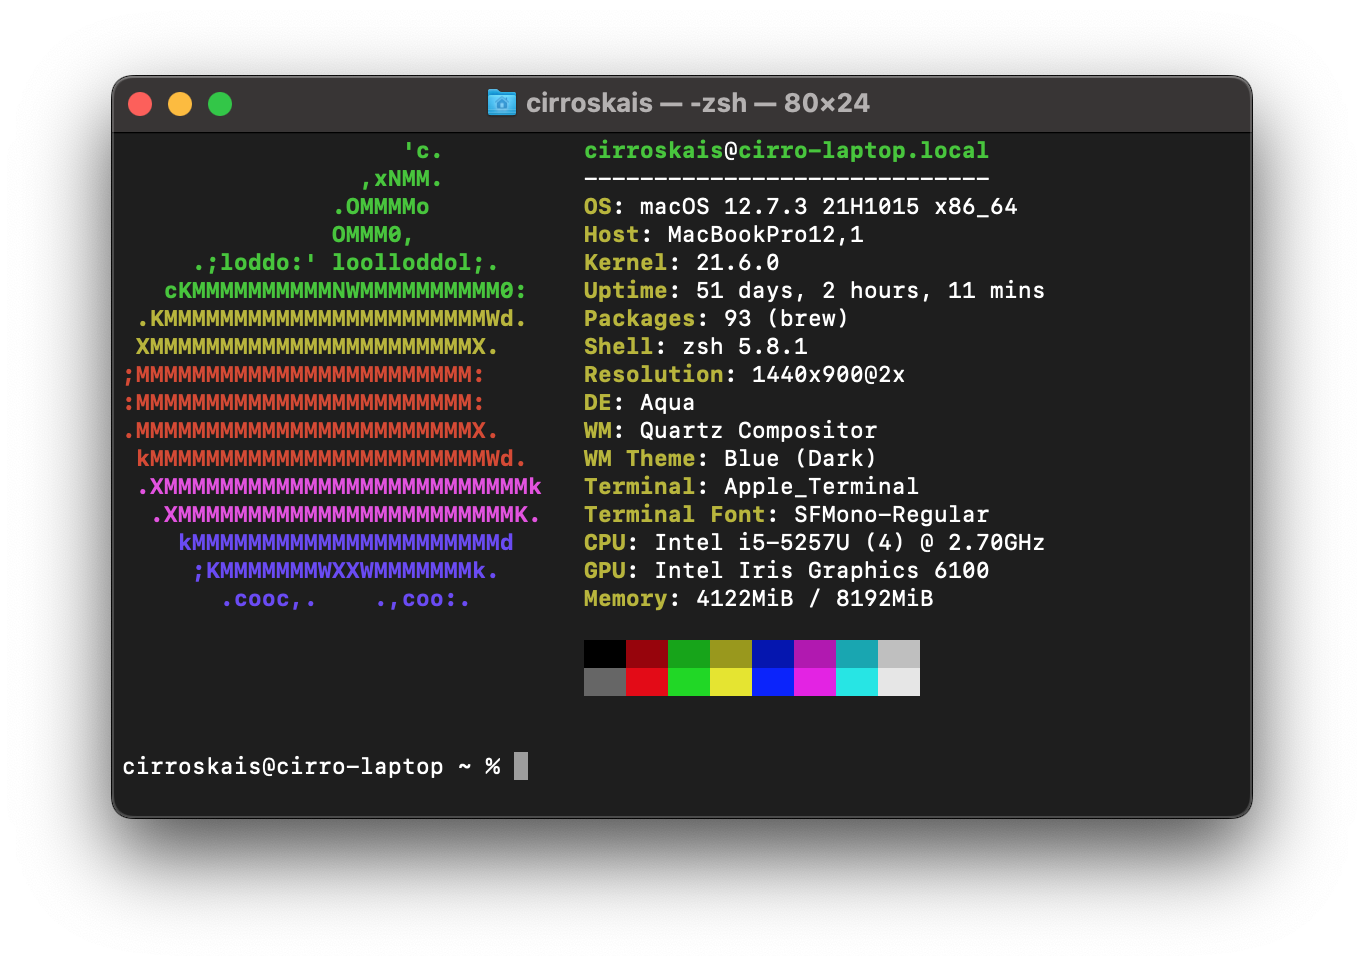 cirroskais — -zsh — 80×24
'c.
,xNMM.
.OMMMMo
OMMM0,
.;loddo:' loolloddol;.
cKMMMMMMMMMMNWMMMMMMMMMM0:
.KMMMMMMMMMMMMMMMMMMMMMMMWd.
XMMMMMMMMMMMMMMMMMMMMMMMX.
;MMMMMMMMMMMMMMMMMMMMMMMM:
:MMMMMMMMMMMMMMMMMMMMMMMM:
.MMMMMMMMMMMMMMMMMMMMMMMMX.
kMMMMMMMMMMMMMMMMMMMMMMMMWd.
.XMMMMMMMMMMMMMMMMMMMMMMMMMMk
.XMMMMMMMMMMMMMMMMMMMMMMMMK.
kMMMMMMMMMMMMMMMMMMMMMMd
;KMMMMMMMWXXWMMMMMMMk.
.cooc,.    .,coo:.
cirroskais@cirro-laptop.local
-----------------------------
OS: macOS 12.7.3 21H1015 x86_64
Host: MacBookPro12,1
Kernel: 21.6.0
Uptime: 51 days, 2 hours, 11 mins
Packages: 93 (brew)
Shell: zsh 5.8.1
Resolution: 1440x900@2x
DE: Aqua
WM: Quartz Compositor
WM Theme: Blue (Dark)
Terminal: Apple_Terminal
Terminal Font: SFMono-Regular
CPU: Intel i5-5257U (4) @ 2.70GHz
GPU: Intel Iris Graphics 6100
Memory: 4122MiB / 8192MiB
cirroskais@cirro-laptop ~ %